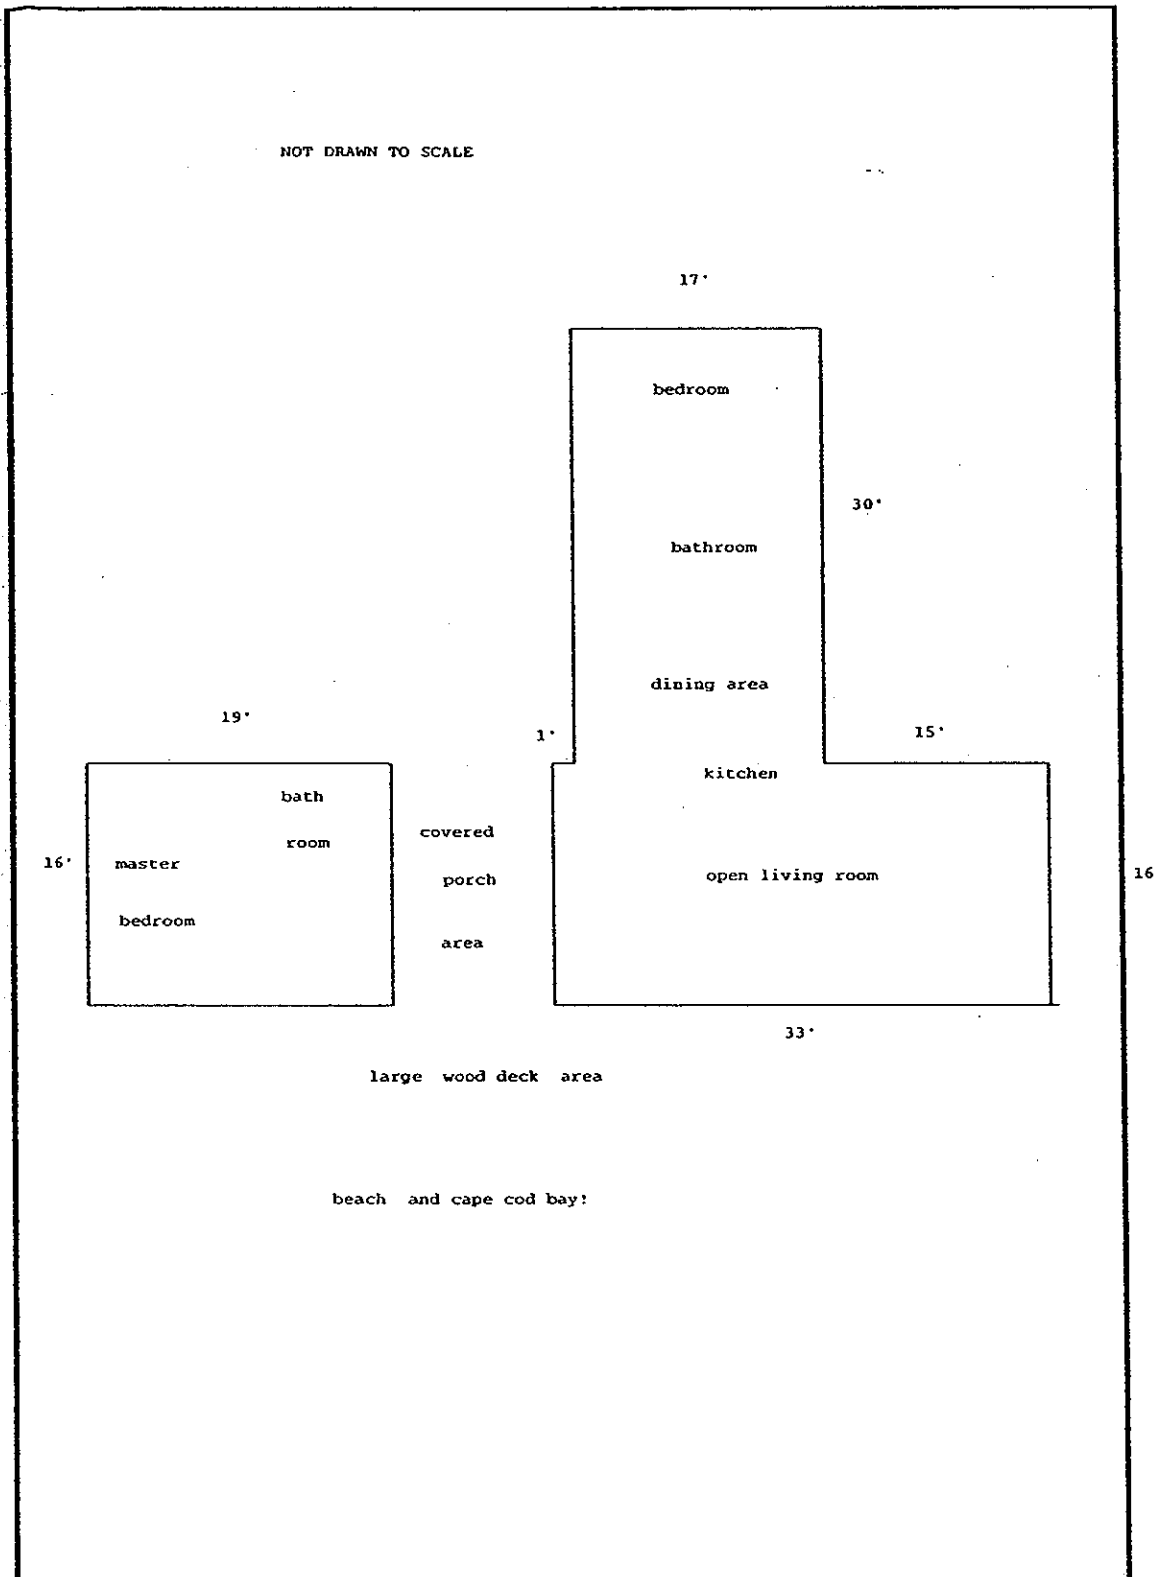 NOT DRAWN TO SCALE
17'
bedroom
30'
bathroom
dining area
19'
1'
15'
kitchen
bath
covered
room
16'
master
porch
open living room
16
bedroom
area
33'
large wood deck area
beach and cape cod bay!